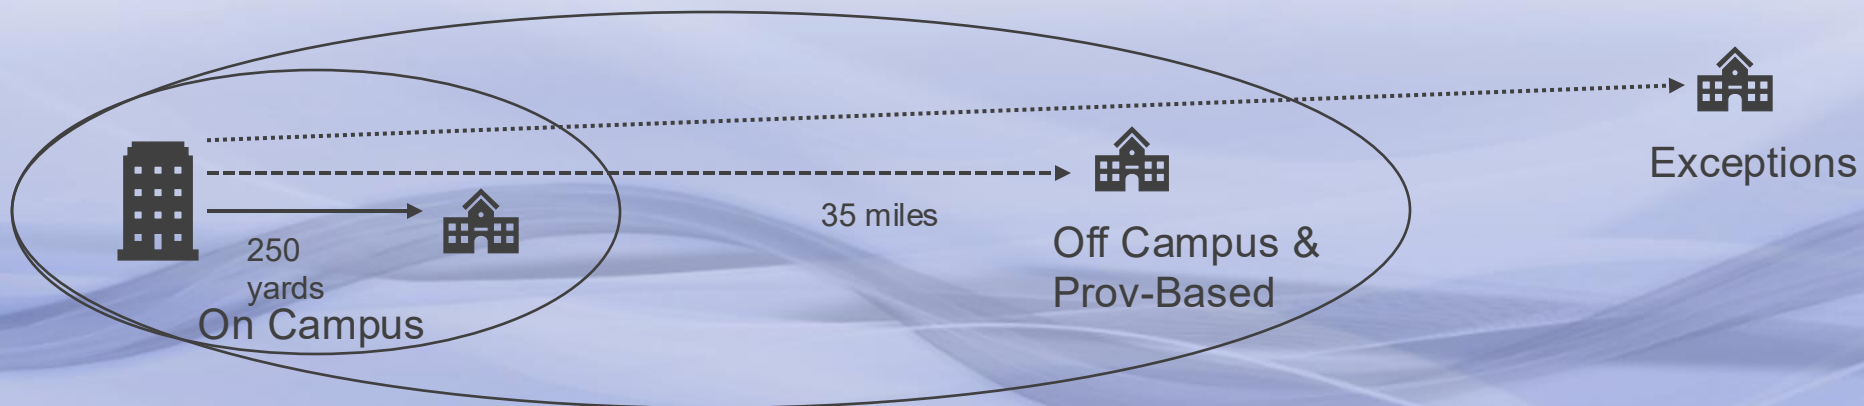 250
yards
On Campus
35 miles
Off Campus &
Prov-Based
Exceptions